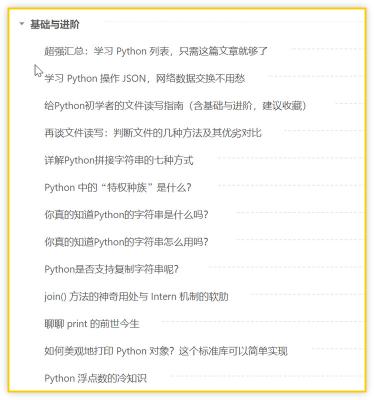 基础与进阶
超强汇总：学习 Python 列表，只需这篇文章就够了
学习 Python 操作 JSON，网络数据交换不用愁
给Python初学者的文件读写指南（含基础与进阶，建议收藏）
再谈文件读写：判断文件的几种方法及其优劣对比
详解Python拼接字符串的七种方式
Python 中的“特权种族”是什么？
你真的知道Python的字符串是什么吗？
你真的知道Python的字符串怎么用吗？
Python是否支持复制字符串呢？
join() 方法的神奇用处与 Intern 机制的软肋
聊聊 print 的前世今生
如何美观地打印 Python 对象？这个标准库可以简单实现
Python 浮点数的冷知识